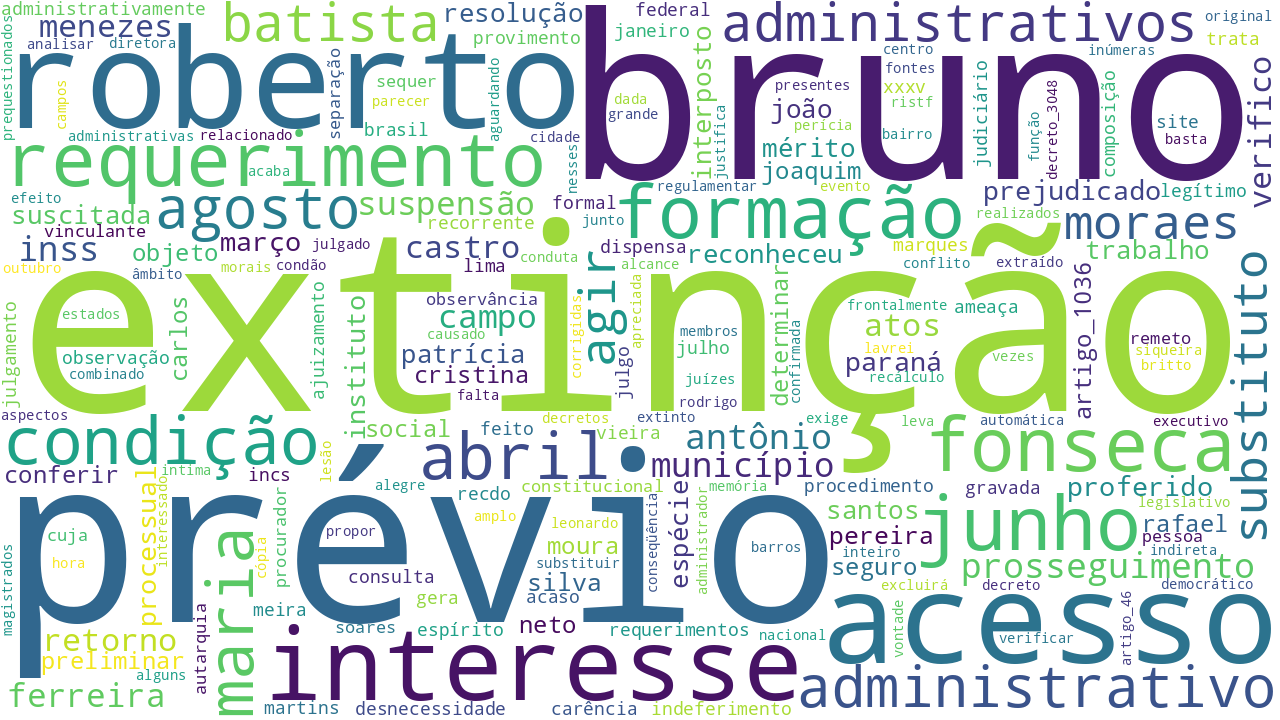 administrativamente
menezes
batista
resolução
federal
administrativos
original
analisar
diretora
provimento
janeiro
centro
inúmeras
trata
roberto
bruno
prequestionados
campos
separação
sequer
parecer
aguardando
dada
grande
interposto
presentes
fontes
xxxv
ristf
judiciário
decreto_3048
composição
verifico
site
basta
administrativas
relacionado
brasil
cidade
joão
perícia
bairro
função
justifica
mérito
joaquim
requerimento
acaba
nesses
regulamentar
evento
prejudicado
legítimo
efeito
suscitada
agosto
suspensão
formal
formação
realizados
moraes
vinculante
recorrente
junto
inss
objeto
março
julgado
castro
conduta
dispensa
reconheceu
marques
conflito
extraído
trabalho
outubro
âmbito
morais
condão
lima
agir
alcance
extinção
estados
observância
campo
causado
frontalmente
ameaça
atos
artigo_1036
julgamento
observação
combinado
carlos
ajuizamento
instituto
patrícia
cristina
falta
corrigidas
julgo
apreciada
membros
julho
juízes
rodrigo
determinar
confirmada
paraná
lavrei
recálculo
vezes
remeto
siqueira
britto
substituto
aspectos
condição
social
feito
decretos
vieira
extinto
exige
leva
automática
executivo
conferir
íntima
incs
lesão
abril
antônio
município
fonseca
processual
interessado
procurador
alegre
recdo
constitucional
espécie
memória
procedimento
gravada
proferido
legislativo
prévio
cuja
hora
propor
amplo
leonardo
conseqüência
administrador
barros
santos
pereira
inteiro
junho
rafael
pessoa
indireta
magistrados
maria
cópia
consulta
moura
substituir
silva
acaso
seguro
excluirá
prosseguimento
decreto
democrático
meira
gera
acesso
retorno
preliminar
alguns
autarquia
soares
espírito
neto
requerimentos
nacional
vontade
verificar
artigo_46
ferreira
martins
interesse
desnecessidade
carência
indeferimento
administrativo